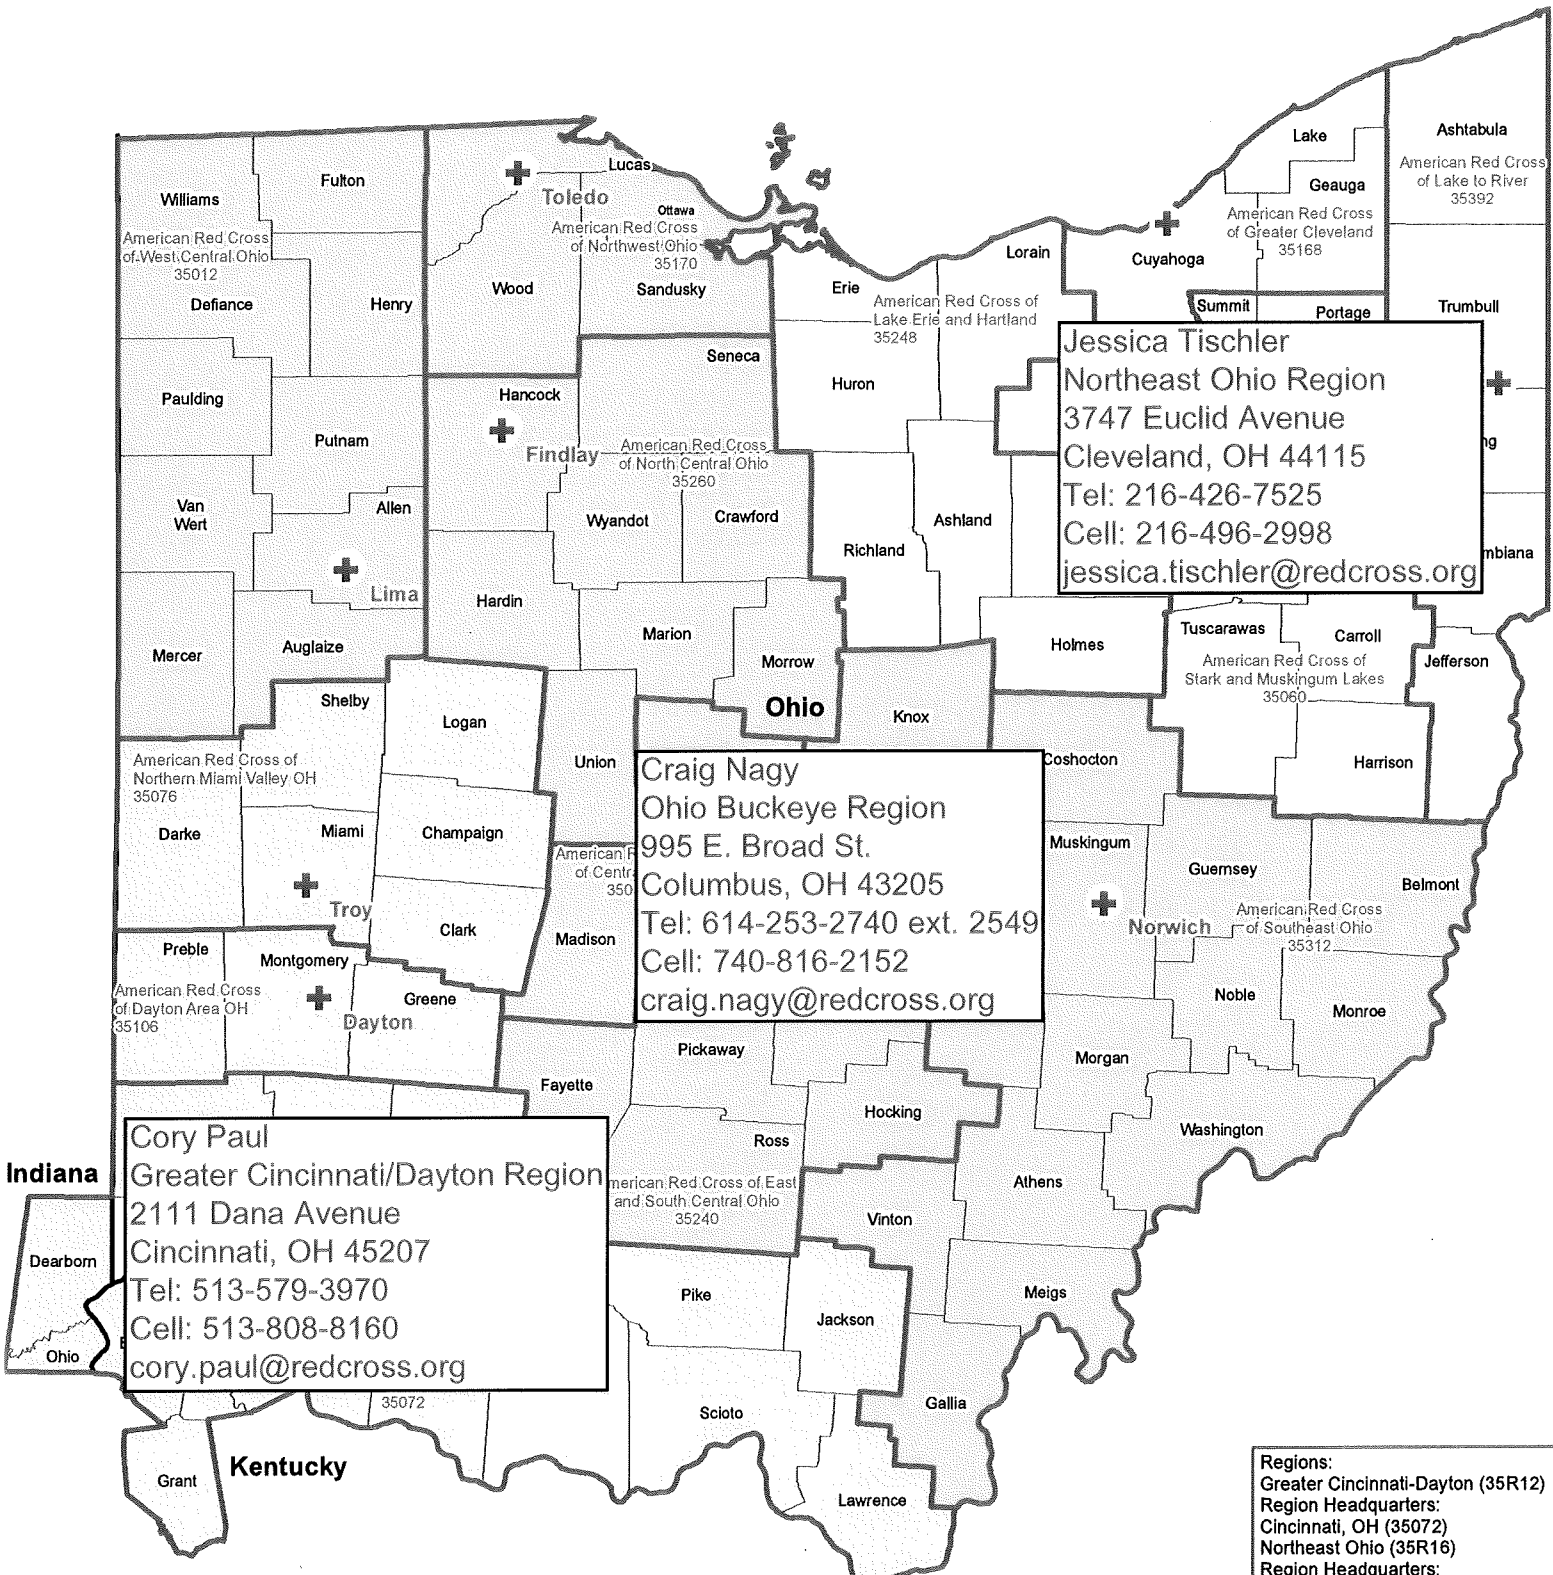 Lake
Ashtabula
American Red Cross
of Lake to River
35392
Geauga
American Red Cross
of Greater Cleveland
35168
Cuyahoga
Lorain
Summit
Portage
Trumbull
Williams
Fulton
Lucas
Toledo
Ottawa
American Red Cross
of Northwest Ohio
35170
American Red Cross
of West Central Ohio
35012
Defiance
Henry
Wood
Sandusky
Erie
American Red Cross of
Lake Erie and Hartland
35248
Seneca
Huron
Paulding
Hancock
Putnam
Findlay
American Red Cross
of North Central Ohio
35260
Van
Wert
Allen
Wyandot
Crawford
Ashland
Richland
Lima
Hardin
Marion
Mercer
Auglaize
Morrow
Ohio
Jessica Tischler
Northeast Ohio Region
3747 Euclid Avenue
Cleveland, OH 44115
Tel: 216-426-7525
Cell: 216-496-2998
jessica.tischler@redcross.org
ng
mbiana
Holmes
Tuscarawas
Carroll
Jefferson
American Red Cross of
Stark and Muskingum Lakes
35060
Harrison
Shelby
Logan
Knox
Union
Coshocton
American Red Cross of
Northern Miami Valley OH
35076
Darke
Miami
Champaign
Troy
Clark
American R
of Centr
350
Madison
Craig Nagy
Ohio Buckeye Region
995 E. Broad St.
Columbus, OH 43205
Tel: 614-253-2740 ext. 2549
Cell: 740-816-2152
craig.nagy@redcross.org
Muskingum
Guernsey
Belmont
Norwich
American Red Cross
of Southeast Ohio
35312
Noble
Monroe
Morgan
Washington
Preble
Montgomery
Greene
American Red Cross
of Dayton Area OH
35106
Dayton
Fayette
Pickaway
Hocking
Ross
merican Red Cross of East
and South Central Ohio
35240
Athens
Vinton
Meigs
Pike
Jackson
Gallia
Scioto
Lawrence
Indiana
Dearborn
Ohio
Cory Paul
Greater Cincinnati/Dayton Region
2111 Dana Avenue
Cincinnati, OH 45207
Tel: 513-579-3970
Cell: 513-808-8160
cory.paul@redcross.org
35072
Grant
Kentucky
Regions:
Greater Cincinnati-Dayton (35R12)
Region Headquarters:
Cincinnati, OH (35072)
Northeast Ohio (35R16)
Region Headquarters: